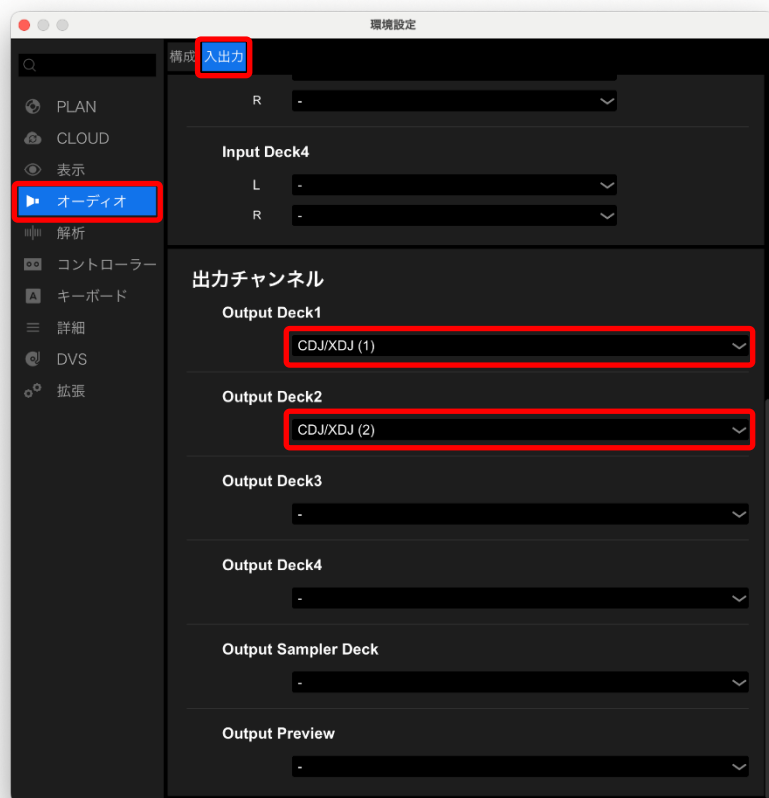 環境設定
構成
入出力
PLAN
CLOUD
表示
オーディオ
解析
コントローラー
キーボード
詳細
DVS
拡張
R -
Input Deck4
L -
R -
出力チャンネル
Output Deck1
CDJ/XDJ (1)
Output Deck2
CDJ/XDJ (2)
Output Deck3
-
Output Deck4
-
Output Sampler Deck
-
Output Preview
-